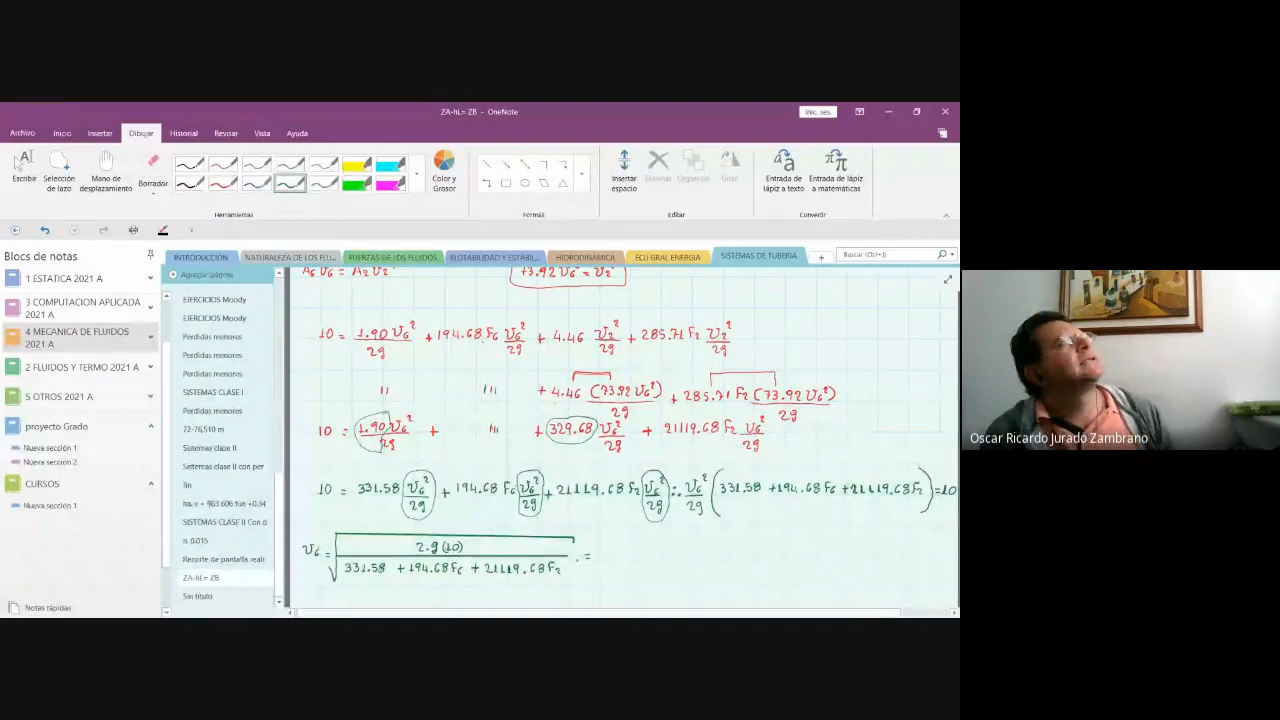 ZA-hL= ZB - OneNote
Inic. ses.
Archivo Inicio Insertar Dibujar Historial Revisar Vista Ayuda
Escribir
Selección de lazo
Mano de desplazamiento
Borrador
Color y Grosor
Insertar espacio
Eliminar
Organizar
Girar
Entrada de lápiz a texto
Entrada de lápiz a matemáticas
Herramientas Formas Editar Convertir
Blocs de notas
INTRODUCCION NATURALEZA DE LOS FLU... FUERZAS DE LOS FLUIDOS FLOTABILIDAD Y ESTABIL... HIDRODINAMICA ECU GRAL ENERGIA SISTEMAS DE TUBERIA
Buscar (Ctrl+I)
1 ESTATICA 2021 A
3 COMPUTACION APLICADA 2021 A
4 MECANICA DE FLUIDOS 2021 A
2 FLUIDOS Y TERMO 2021 A
5 OTROS 2021 A
proyecto Grado
Nueva sección 1
Nueva sección 2
CURSOS
Nueva sección 1
Notas rápidas
Agregar página
EJERCICIOS Moody
EJERCICIOS Moody
Perdidas menores
Perdidas menores
Perdidas menores
SISTEMAS CLASE I
Perdidas menores
72-76,510 m
Sistemas clase II
Sistemas clase II con per
SISTEMAS CLASE II Con d
Recorte de pantalla reali
ZA-hL= ZB
Sin título
A6 V6 = A2 V2
73.92 V6² = V2²
10 = 1.90 V6²/2g + 194.68 F6 V6²/2g + 4.46 V2²/2g + 285.71 F2 V2²/2g
" "' + 4.46 (73.92 V6²)/2g + 285.71 F2 (73.92 V6²)/2g
10 = 1.90 V6²/2g + "' + 329.68 V6²/2g + 21119.68 F2 V6²/2g
10 = 331.58 V6²/2g + 194.68 F6 V6²/2g + 21119.68 F2 V6²/2g ∴ V6²/2g (331.58 + 194.68 F6 + 21119.68 F2) = 10
V6 = √ 2.g(10) / 331.58 + 194.68 F6 + 21119.68 F2 =
Oscar Ricardo Jurado Zambrano